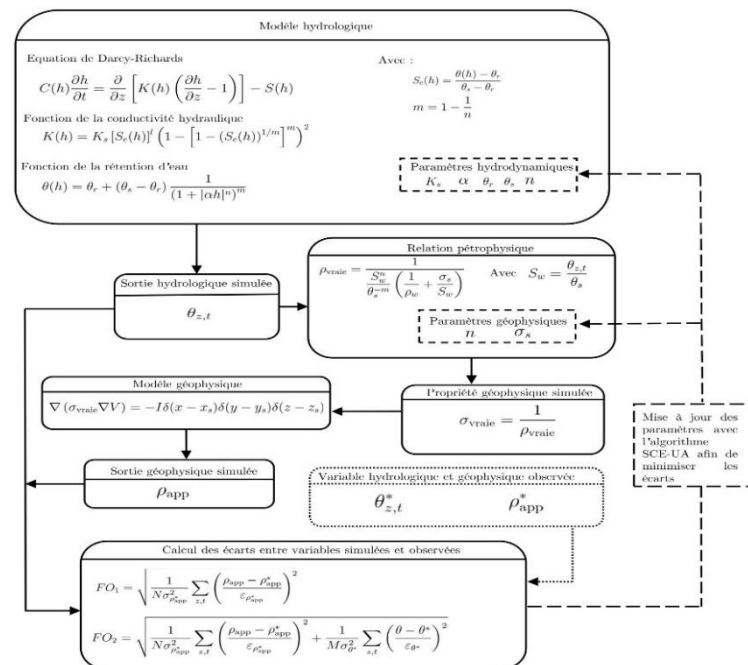 Modèle hydrologique
Equation de Darcy-Richards
C(h) ∂h/∂t = ∂/∂z [K(h) (∂h/∂z − 1)] − S(h)
Fonction de la conductivité hydraulique
K(h) = K_s [S_e(h)]^l (1 − [1 − (S_e(h))^{1/m}]^m)^2
Fonction de la rétention d'eau
θ(h) = θ_r + (θ_s − θ_r) 1/(1 + |αh|^n)^m
Avec :
S_e(h) = (θ(h) − θ_r)/(θ_s − θ_r)
m = 1 − 1/n
Paramètres hydrodynamiques
K_s α θ_r θ_s n
Sortie hydrologique simulée
θ_{z,t}
Relation pétrophysique
ρ_vraie = 1/((S_w^n/θ_s^{−m}) (1/ρ_w + σ_s/S_w)) Avec S_w = θ_{z,t}/θ_s
Paramètres géophysiques
n σ_s
Modèle géophysique
∇ (σ_vraie ∇V) = −Iδ(x − x_s)δ(y − y_s)δ(z − z_s)
Propriété géophysique simulée
σ_vraie = 1/ρ_vraie
Sortie géophysique simulée
ρ_app
Variable hydrologique et géophysique observée
θ*_{z,t} ρ*_app
Mise à jour des
paramètres avec
l'algorithme
SCE-UA afin de
minimiser les
écarts
Calcul des écarts entre variables simulées et observées
FO_1 = √(1/(Nσ²_{ρ*_app}) Σ_{z,t} ((ρ_app − ρ*_app)/ε_{ρ*_app})²)
FO_2 = √(1/(Nσ²_{ρ*_app}) Σ_{z,t} ((ρ_app − ρ*_app)/ε_{ρ*_app})² + 1/(Mσ²_{θ*}) Σ_{z,t} ((θ − θ*)/ε_{θ*})²)